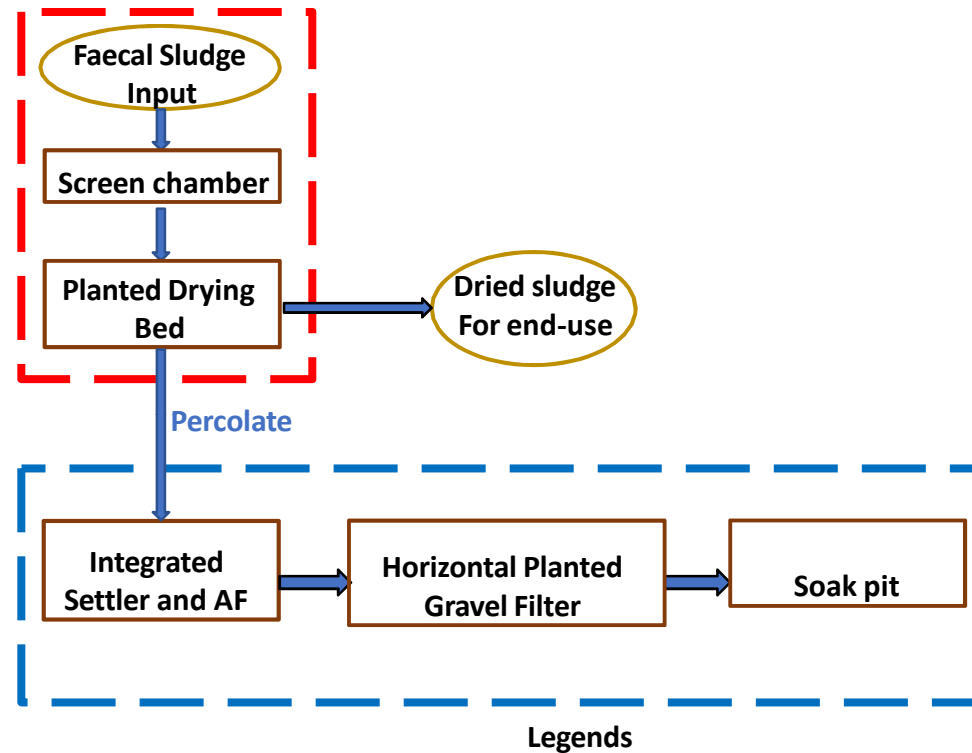 Faecal Sludge
Input
Screen chamber
Planted Drying
Bed
Dried sludge
For end-use
Percolate
Integrated
Settler and AF
Horizontal Planted
Gravel Filter
Soak pit
Legends